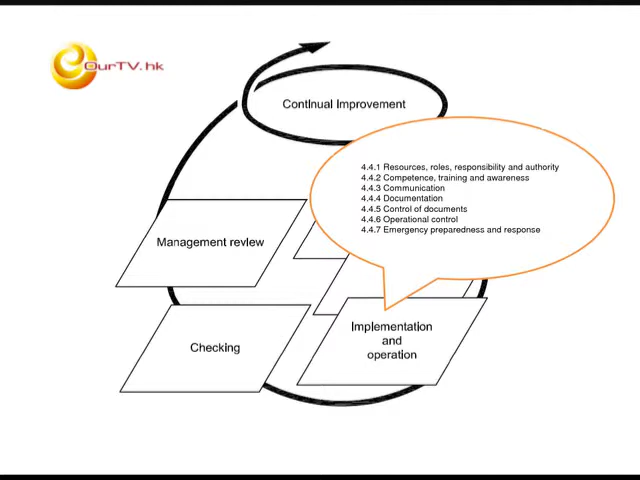 eOurTV.hk
Continual Improvement
4.4.1 Resources, roles, responsibility and authority
4.4.2 Competence, training and awareness
4.4.3 Communication
4.4.4 Documentation
4.4.5 Control of documents
4.4.6 Operational control
4.4.7 Emergency preparedness and response
Management review
Implementation
and
operation
Checking